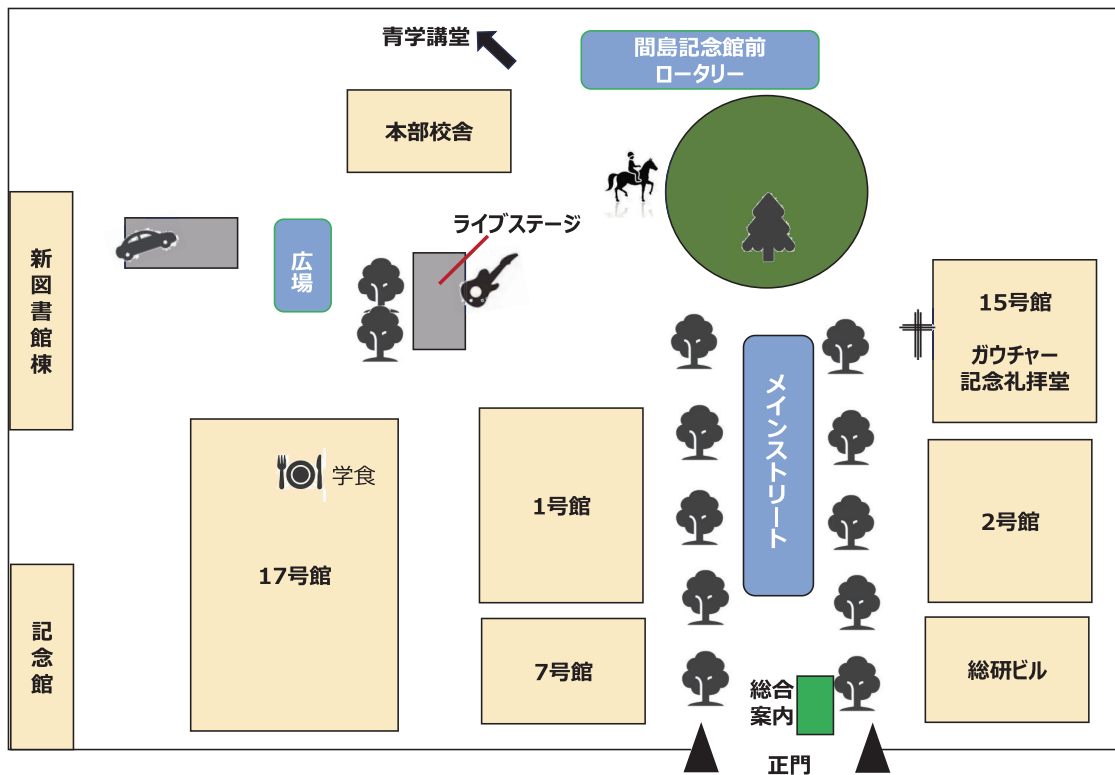 青学講堂
間島記念館前
ロータリー
本部校舎
ライブステージ
広場
新図書館棟
15号館
ガウチャー
記念礼拝堂
メインストリート
学食
1号館
2号館
17号館
記念館
7号館
総研ビル
総合
案内
正門